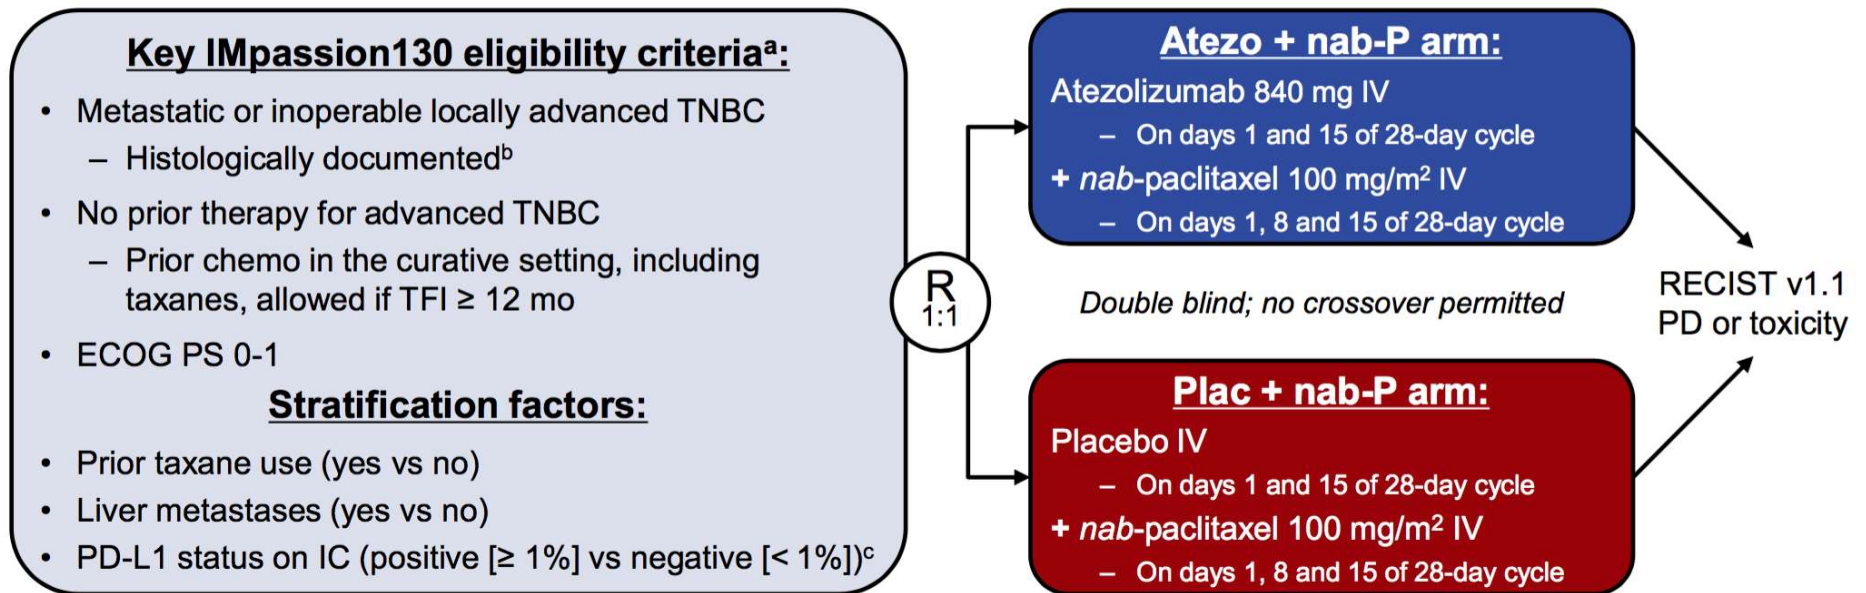 Key IMpassion130 eligibility criteriaᵃ:
• Metastatic or inoperable locally advanced TNBC
– Histologically documentedᵇ
• No prior therapy for advanced TNBC
– Prior chemo in the curative setting, including
taxanes, allowed if TFI ≥ 12 mo
• ECOG PS 0-1
Stratification factors:
• Prior taxane use (yes vs no)
• Liver metastases (yes vs no)
• PD-L1 status on IC (positive [≥ 1%] vs negative [< 1%])ᶜ
R
1:1
Atezo + nab-P arm:
Atezolizumab 840 mg IV
– On days 1 and 15 of 28-day cycle
+ nab-paclitaxel 100 mg/m² IV
– On days 1, 8 and 15 of 28-day cycle
Double blind; no crossover permitted
Plac + nab-P arm:
Placebo IV
– On days 1 and 15 of 28-day cycle
+ nab-paclitaxel 100 mg/m² IV
– On days 1, 8 and 15 of 28-day cycle
RECIST v1.1
PD or toxicity